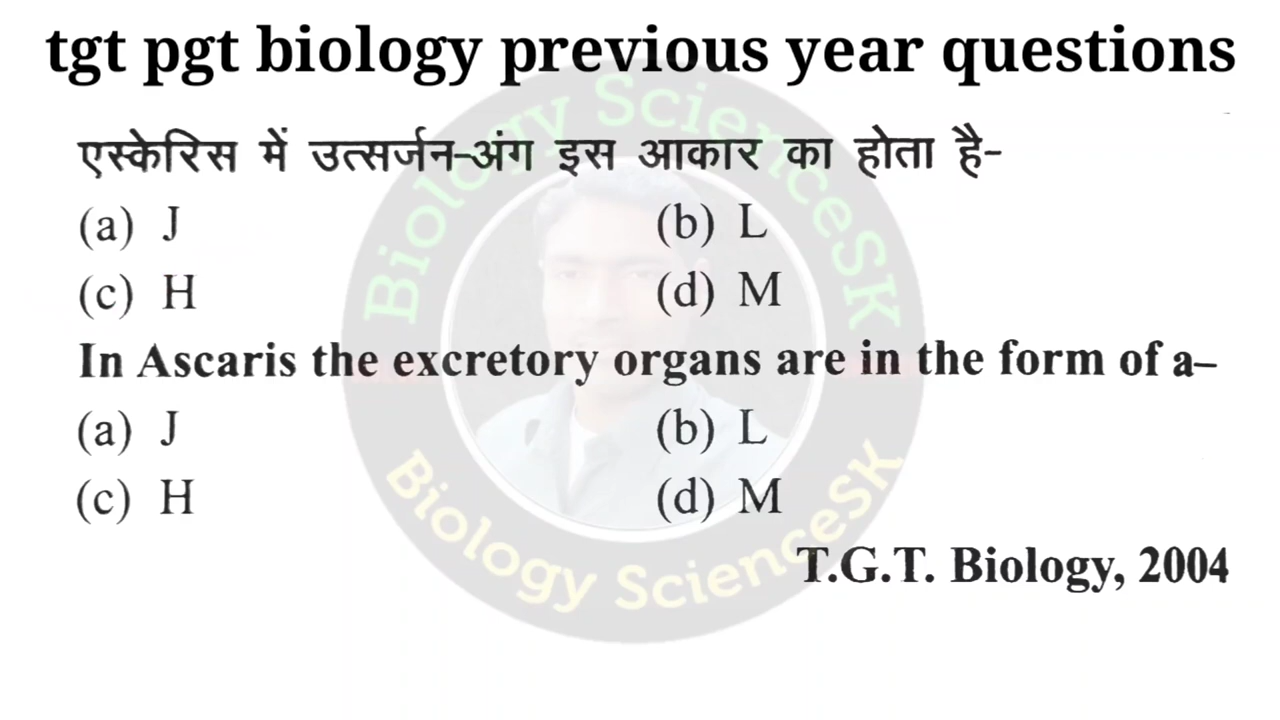 tgt pgt biology previous year questions
एस्केरिस में उत्सर्जन-अंग इस आकार का होता है-
(a) J (b) L
(c) H (d) M
In Ascaris the excretory organs are in the form of a–
(a) J (b) L
(c) H (d) M
T.G.T. Biology, 2004
Biology ScienceSK
Biology ScienceSK